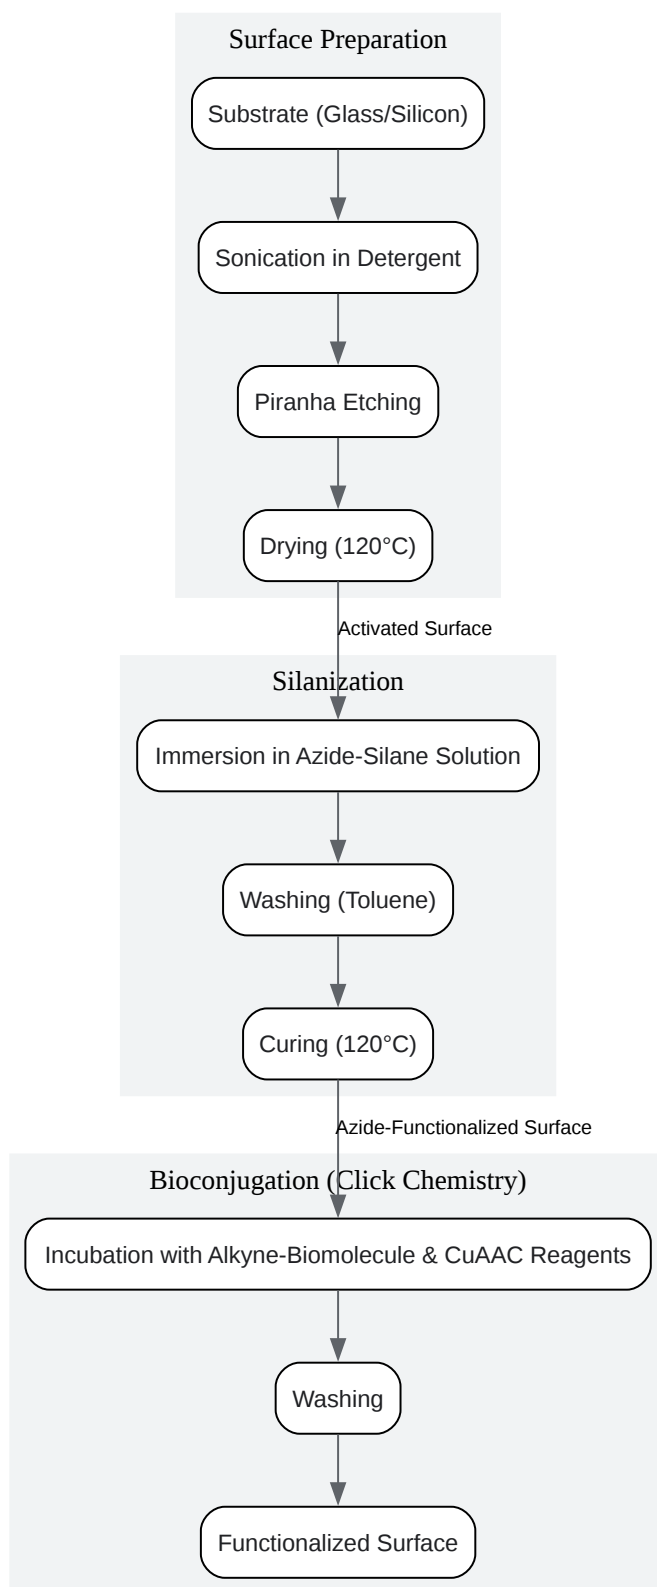 Surface Preparation
Substrate (Glass/Silicon)
Sonication in Detergent
Piranha Etching
Drying (120°C)
Activated Surface
Silanization
Immersion in Azide-Silane Solution
Washing (Toluene)
Curing (120°C)
Azide-Functionalized Surface
Bioconjugation (Click Chemistry)
Incubation with Alkyne-Biomolecule & CuAAC Reagents
Washing
Functionalized Surface